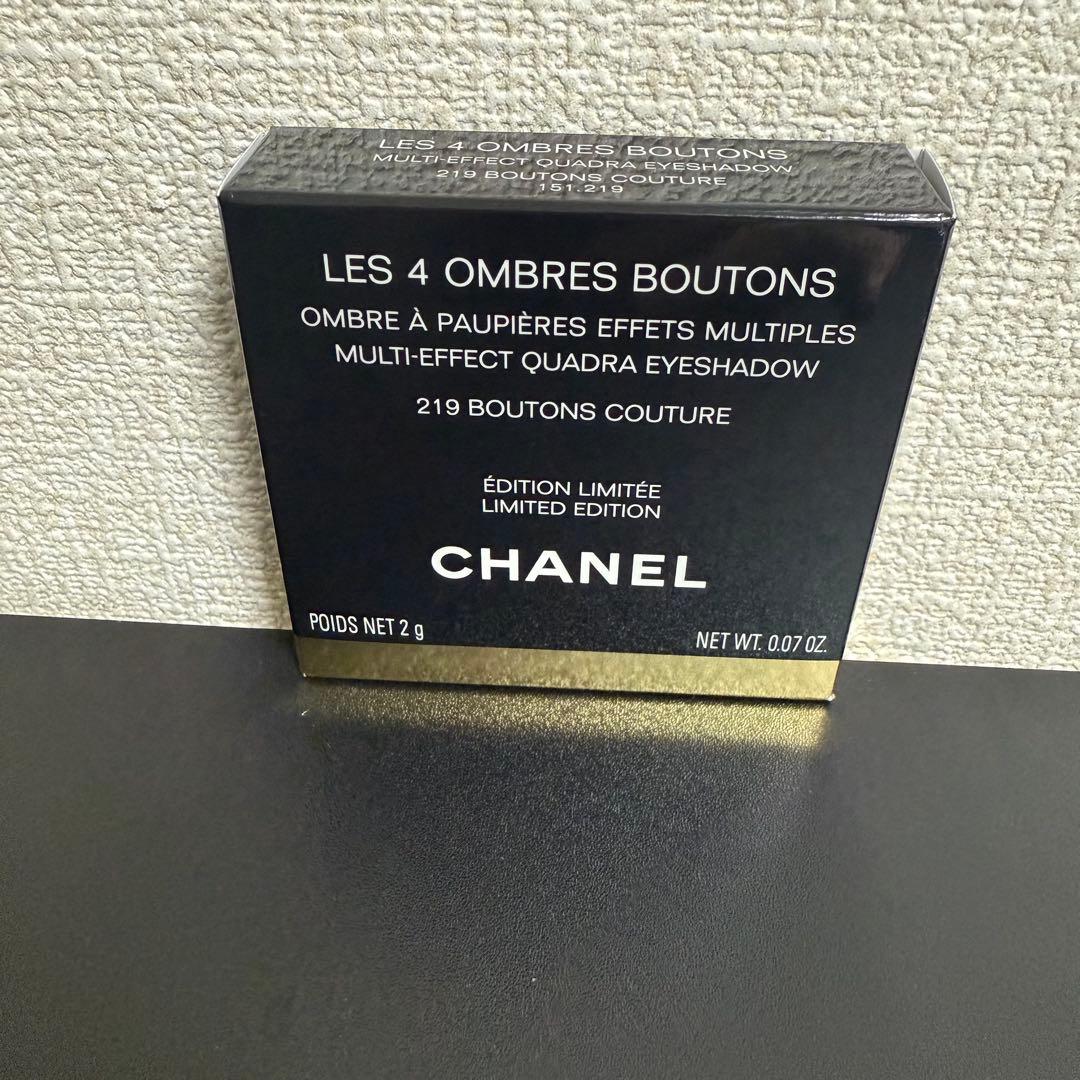 LES 4 OMBRES BOUTONS
MULTI-EFFECT QUADRA EYESHADOW
219 BOUTONS COUTURE
151.219
LES 4 OMBRES BOUTONS
OMBRE À PAUPIÈRES EFFETS MULTIPLES
MULTI-EFFECT QUADRA EYESHADOW
219 BOUTONS COUTURE
ÉDITION LIMITÉE
LIMITED EDITION
CHANEL
POIDS NET 2 g
NET WT. 0.07 OZ.